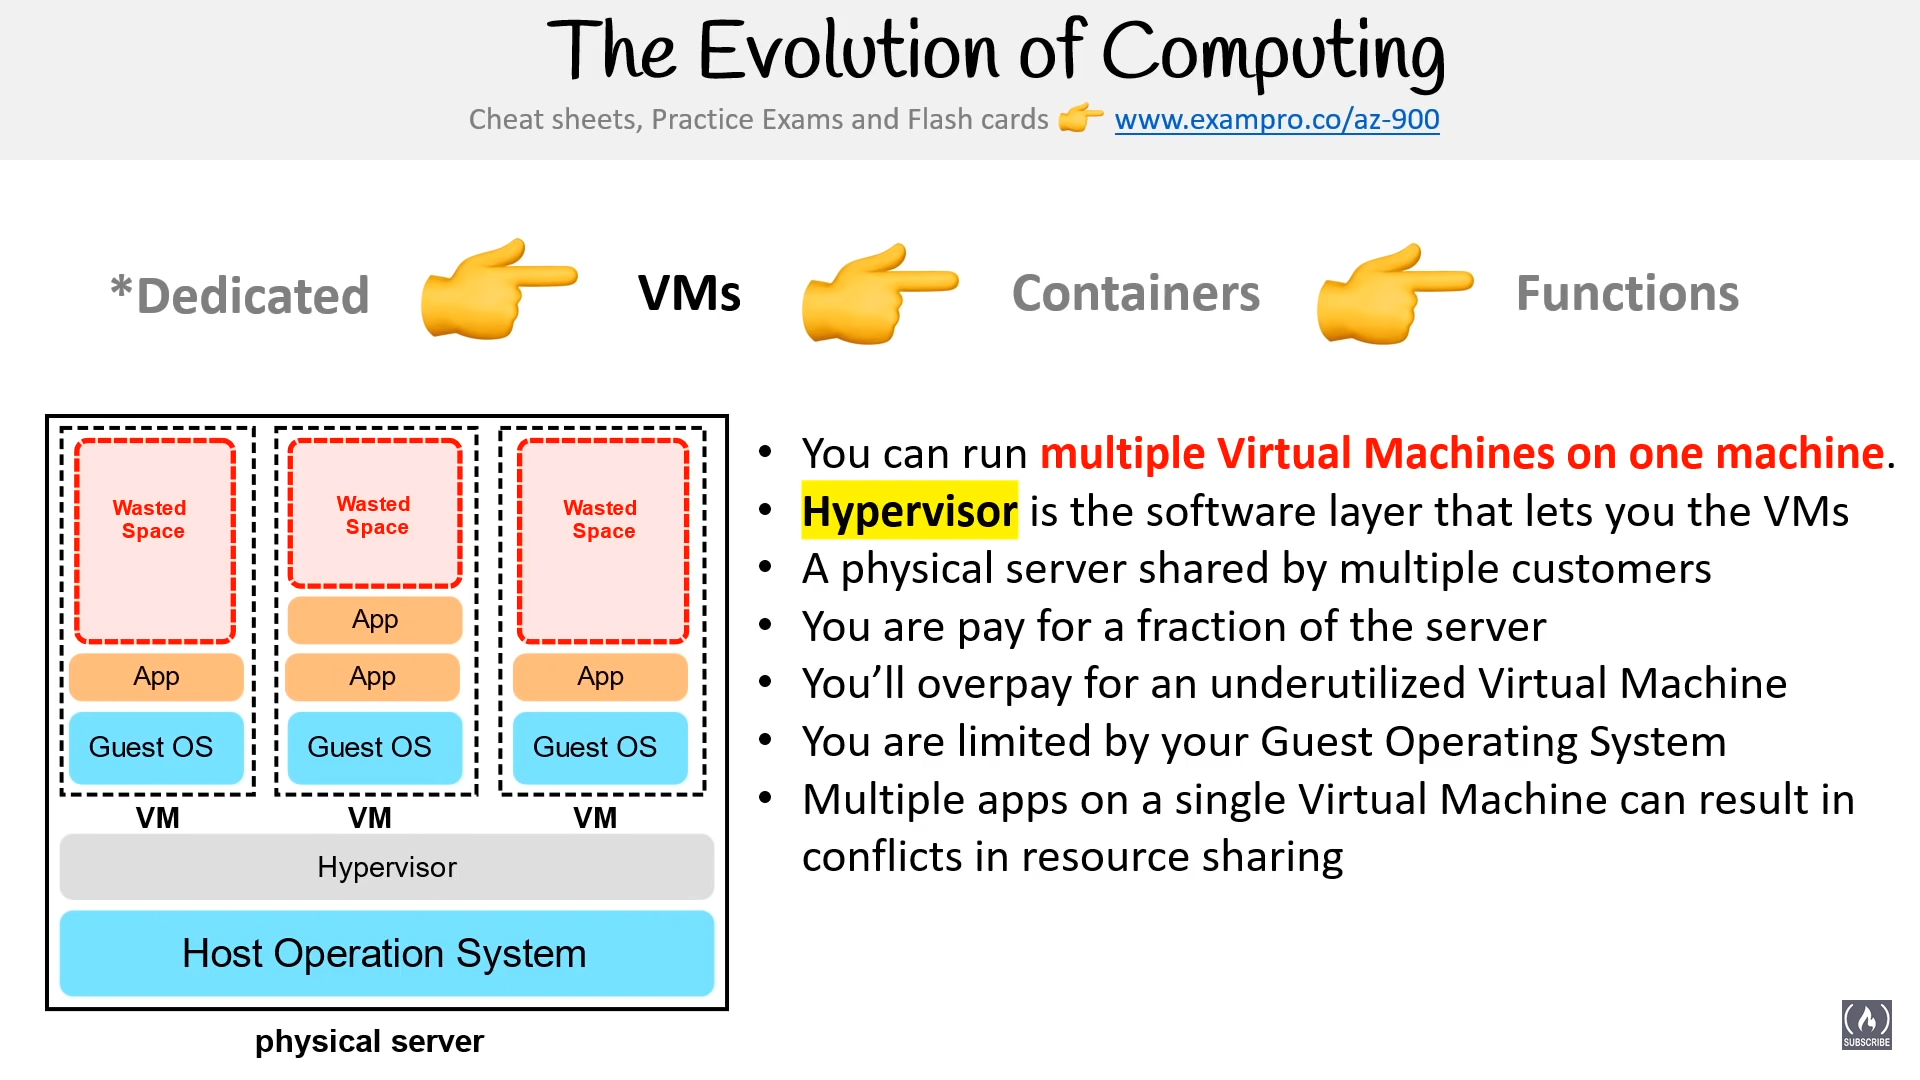 The Evolution of Computing
Cheat sheets, Practice Exams and Flash cards 👉 www.exampro.co/az-900
*Dedicated 👉 VMs 👉 Containers 👉 Functions
Wasted
Space
App
Guest OS
VM
Wasted
Space
App
App
Guest OS
VM
Wasted
Space
App
Guest OS
VM
Hypervisor
Host Operation System
physical server
• You can run multiple Virtual Machines on one machine.
• Hypervisor is the software layer that lets you the VMs
• A physical server shared by multiple customers
• You are pay for a fraction of the server
• You’ll overpay for an underutilized Virtual Machine
• You are limited by your Guest Operating System
• Multiple apps on a single Virtual Machine can result in
conflicts in resource sharing
SUBSCRIBE